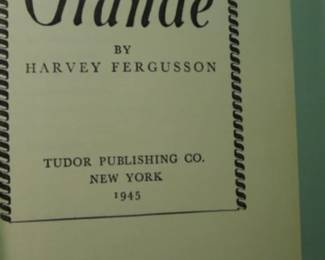 Grande
BY
HARVEY FERGUSSON
TUDOR PUBLISHING CO.
NEW YORK
1945